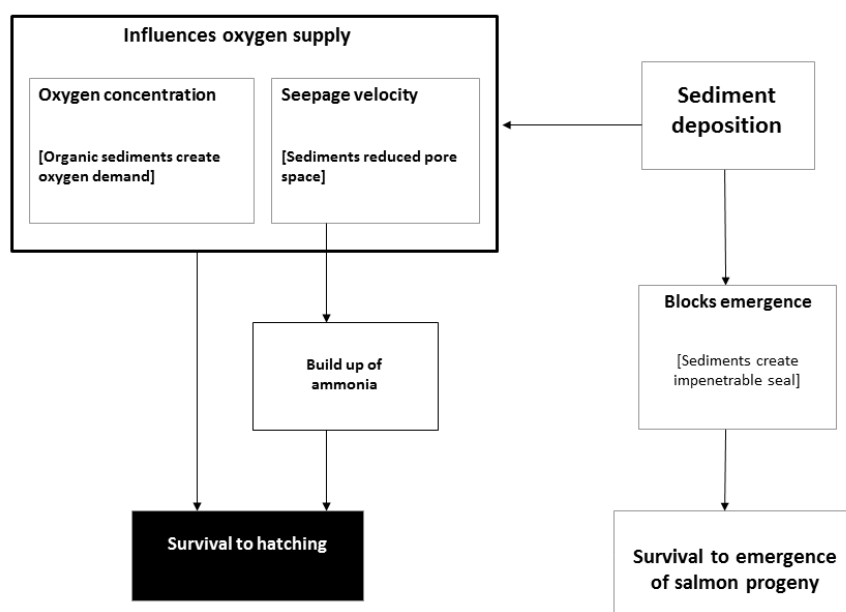 Influences oxygen supply
Oxygen concentration
[Organic sediments create
oxygen demand]
Seepage velocity
[Sediments reduced pore
space]
Sediment
deposition
Build up of
ammonia
Blocks emergence
[Sediments create
impenetrable seal]
Survival to hatching
Survival to emergence
of salmon progeny